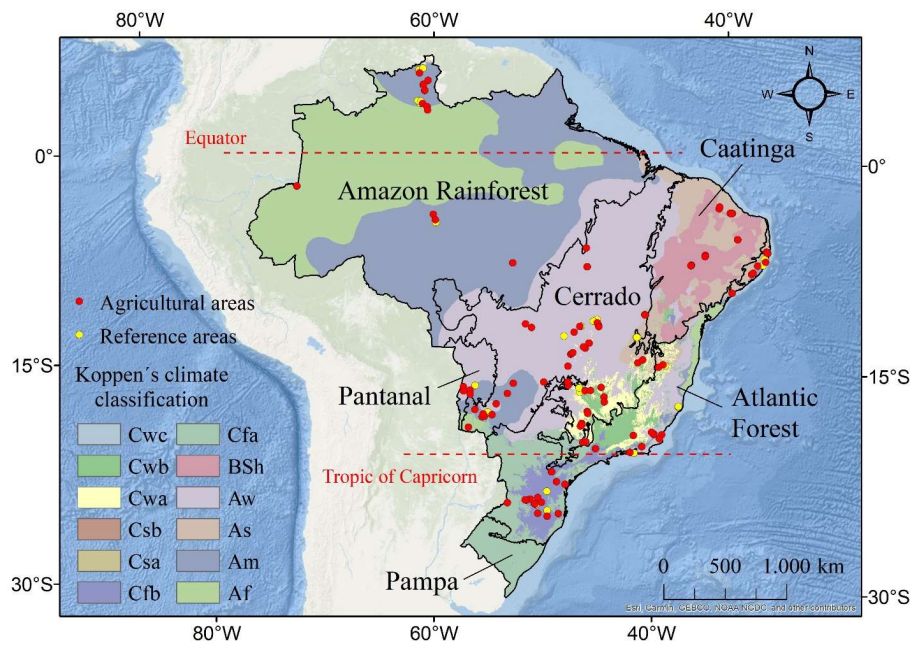 80°W
60°W
40°W
N
W
E
S
Equator
Caatinga
0°
0°
Amazon Rainforest
Agricultural areas
Cerrado
Reference areas
15°S
15°S
Koppen´s climate
classification
Pantanal
Atlantic
Forest
Cwc
Cfa
Cwb
BSh
Tropic of Capricorn
Cwa
Aw
Csb
As
Csa
Am
Cfb
Af
Pampa
0
500
1.000 km
30°S
30°S
Esri, Garmin, GEBCO, NOAA NGDC, and other contributors
80°W
60°W
40°W